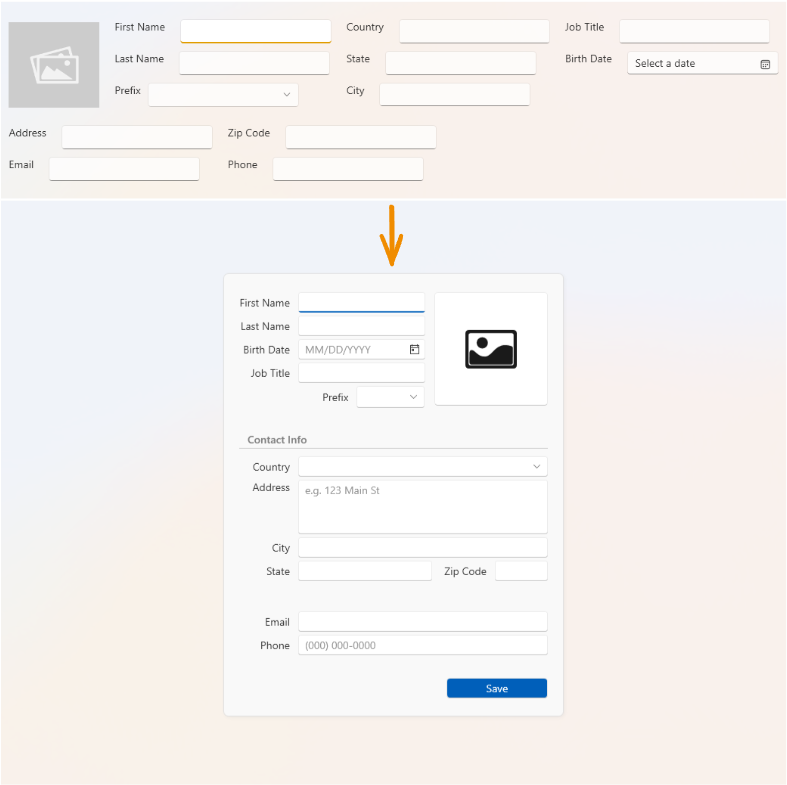 First Name Country Job Title
Last Name State Birth Date Select a date
Prefix City
Address Zip Code
Email Phone
First Name
Last Name
Birth Date MM/DD/YYYY
Job Title
Prefix
Contact Info
Country
Address e.g. 123 Main St
City
State Zip Code
Email
Phone (000) 000-0000
Save